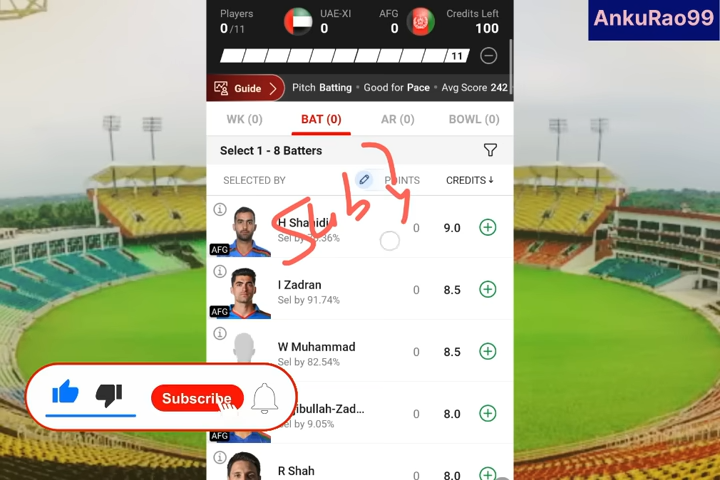 Players UAE-XI AFG Credits Left
0/11 0 0 100
AnkuRao99
11
Guide Pitch Batting • Good for Pace • Avg Score 242
WK (0) BAT (0) AR (0) BOWL (0)
Select 1 - 8 Batters
SELECTED BY POINTS CREDITS
H Shahidi 0 9.0
AFG
I Zadran 0 8.5
Sel by 91.74%
AFG
W Muhammad 0 8.5
Sel by 82.54%
Subscribe
0 8.0
Sel by 9.05%
AFG
R Shah 0 8.0